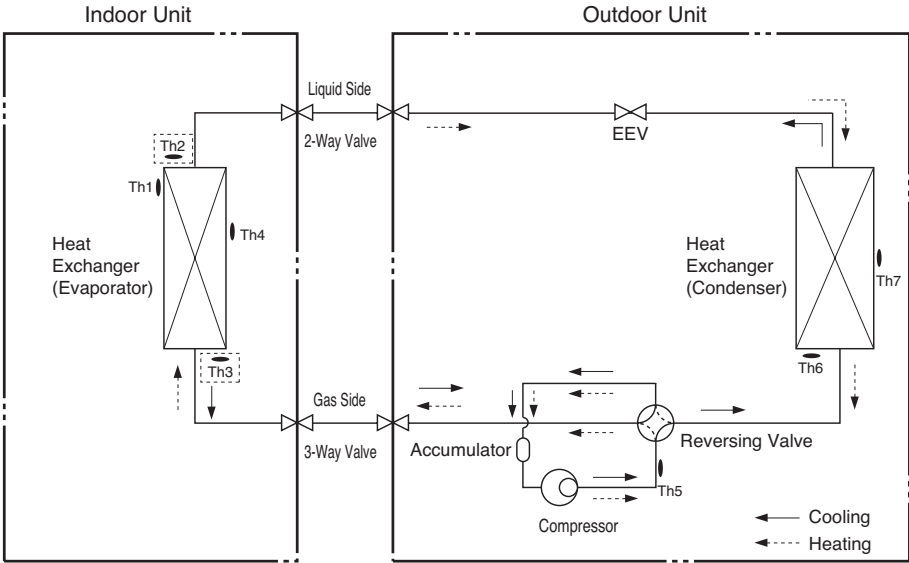 Indoor Unit
Outdoor Unit
Liquid Side
2-Way Valve
EEV
Th2
Th1
Th4
Heat
Exchanger
(Evaporator)
Heat
Exchanger
(Condenser)
Th7
Th3
Th6
Gas Side
3-Way Valve
Accumulator
Reversing Valve
Th5
Compressor
Cooling
Heating